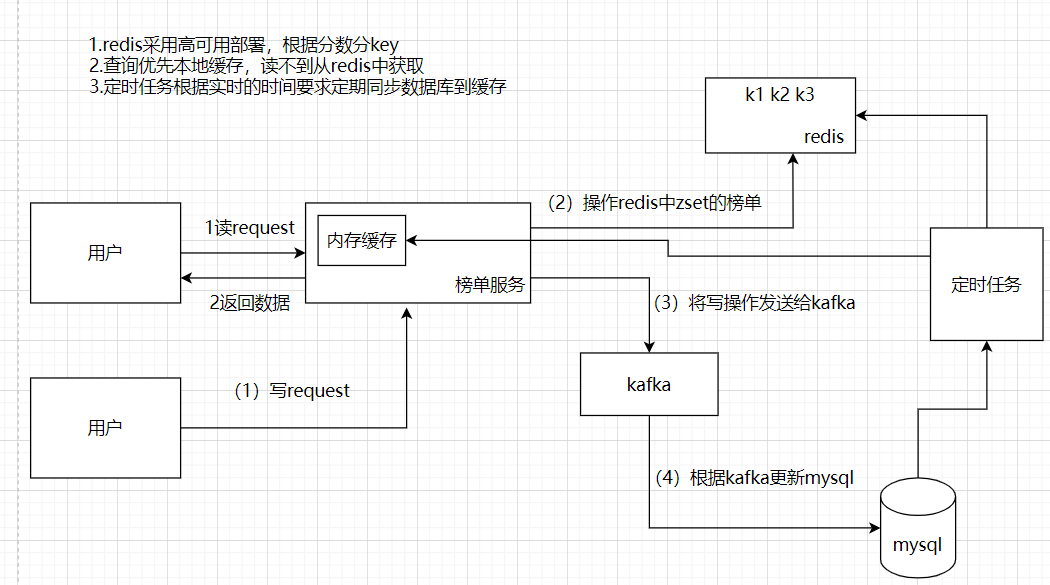 1.redis采用高可用部署，根据分数分key
2.查询优先本地缓存，读不到从redis中获取
3.定时任务根据实时的时间要求定期同步数据库到缓存
k1 k2 k3
redis
（2）操作redis中zset的榜单
1读request
用户
内存缓存
榜单服务
2返回数据
定时任务
（3）将写操作发送给kafka
kafka
（1）写request
用户
（4）根据kafka更新mysql
mysql